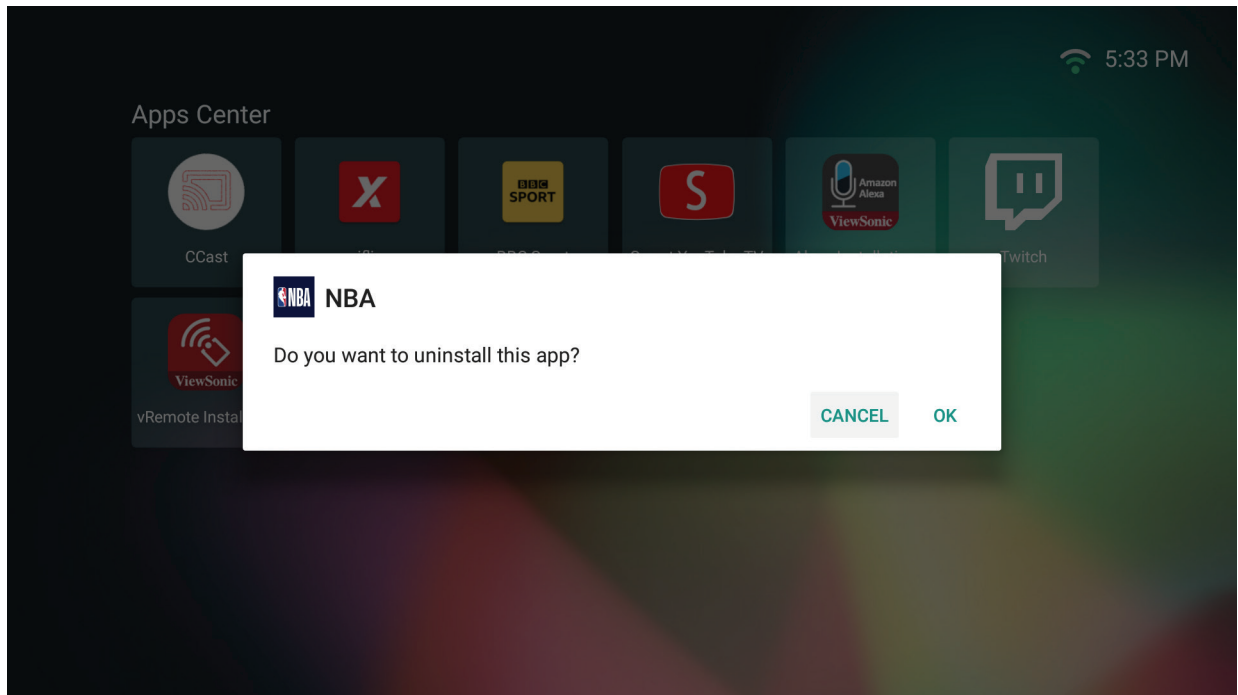 5:33 PM
Apps Center
X
BBC
SPORT
S
Amazon
Alexa
ViewSonic
CCast
Twitch
NBA
NBA
Do you want to uninstall this app?
ViewSonic
vRemote Instal
CANCEL
OK